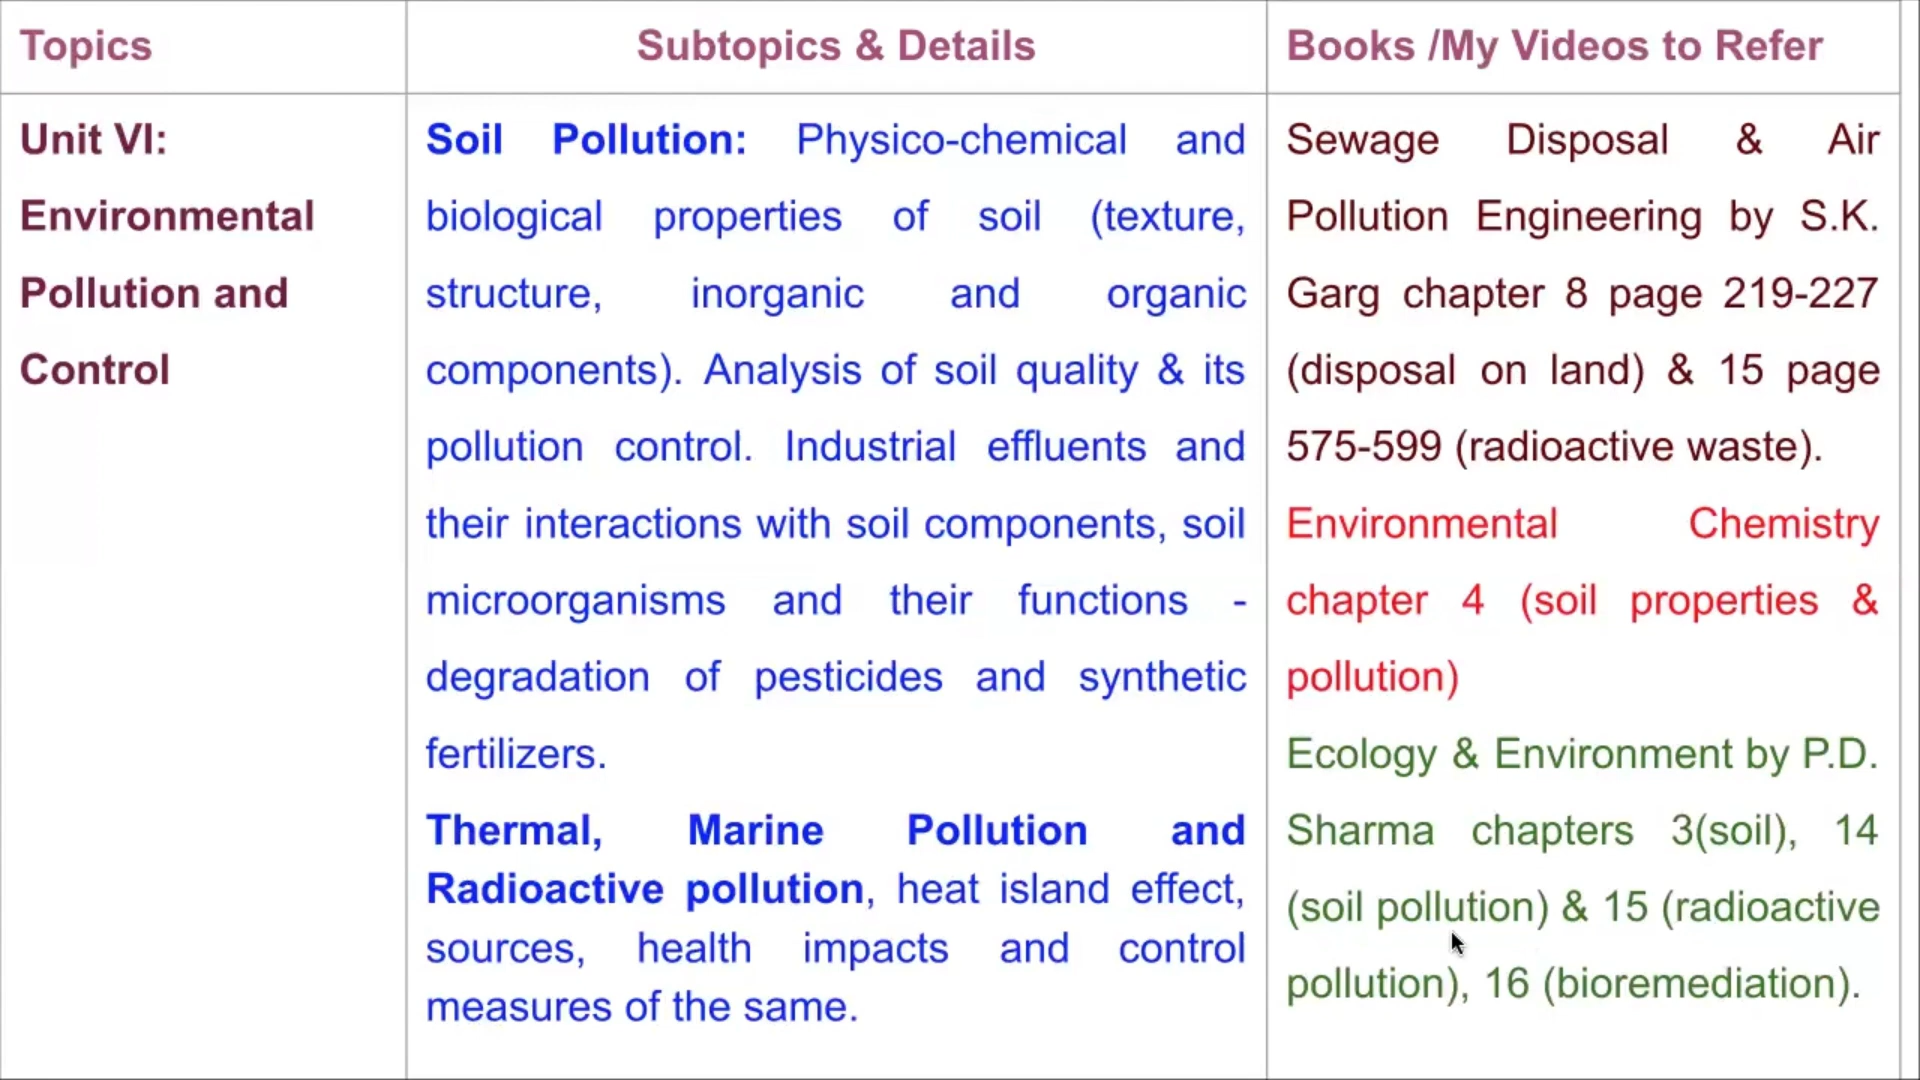 Topics
Subtopics & Details
Books /My Videos to Refer
Unit VI:
Environmental
Pollution and
Control
Soil Pollution: Physico-chemical and
biological properties of soil (texture,
structure, inorganic and organic
components). Analysis of soil quality & its
pollution control. Industrial effluents and
their interactions with soil components, soil
microorganisms and their functions -
degradation of pesticides and synthetic
fertilizers.
Thermal, Marine Pollution and
Radioactive pollution, heat island effect,
sources, health impacts and control
measures of the same.
Sewage Disposal & Air
Pollution Engineering by S.K.
Garg chapter 8 page 219-227
(disposal on land) & 15 page
575-599 (radioactive waste).
Environmental Chemistry
chapter 4 (soil properties &
pollution)
Ecology & Environment by P.D.
Sharma chapters 3(soil), 14
(soil pollution) & 15 (radioactive
pollution), 16 (bioremediation).